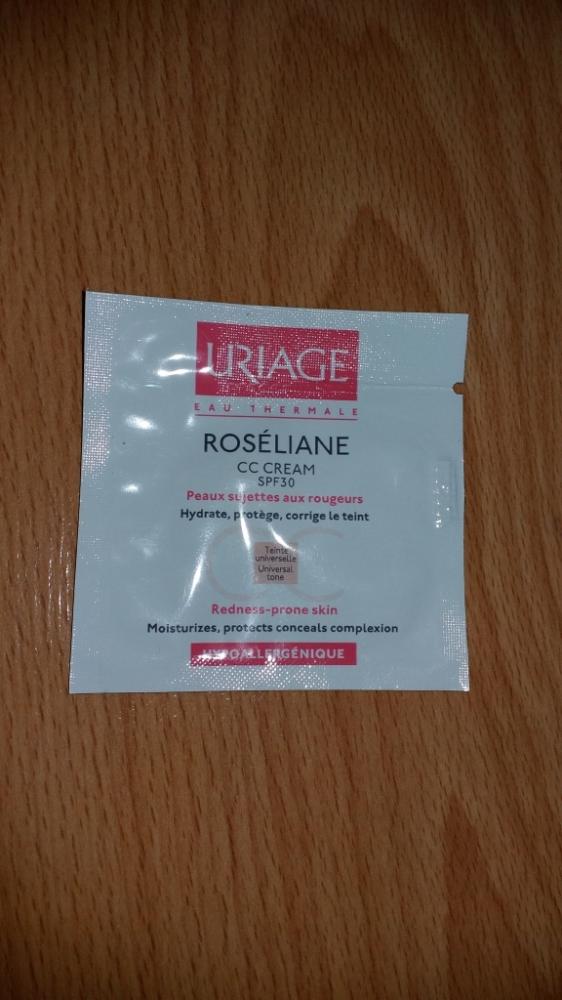 URIAGE
EAU THERMALE
ROSÉLIANE
CC CREAM
SPF30
Peaux sujettes aux rougeurs
Hydrate, protège, corrige le teint
CC
Teinte
universelle
Universal
tone
Redness-prone skin
Moisturizes, protects conceals complexion
HYPOALLERGÉNIQUE